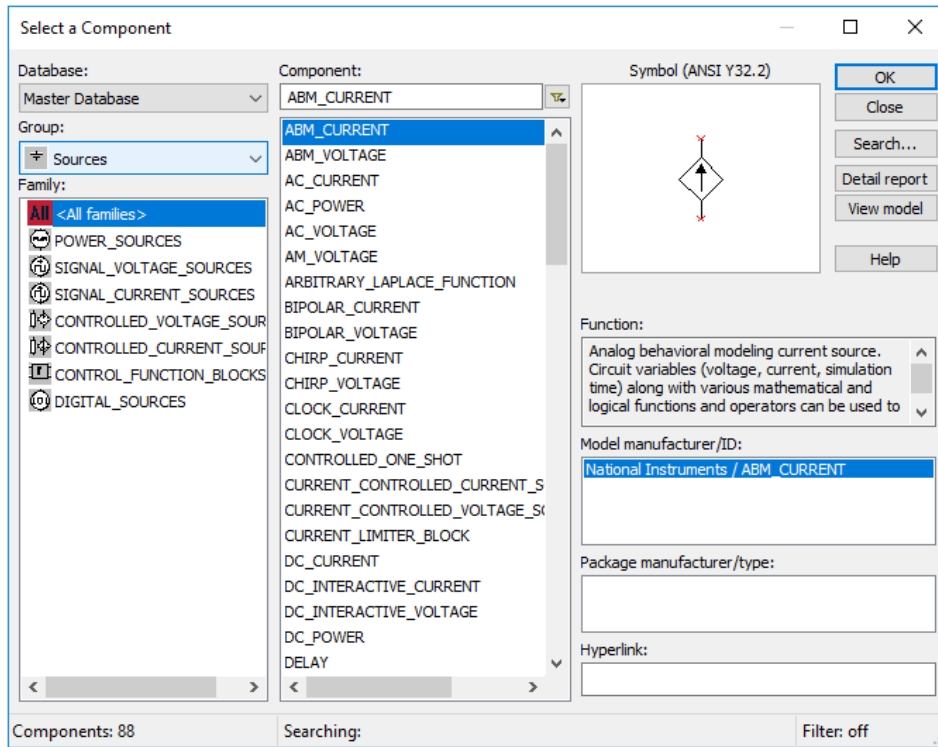 Select a Component
Database:
Master Database
Group:
Sources
Family:
All <All families>
POWER_SOURCES
SIGNAL_VOLTAGE_SOURCES
SIGNAL_CURRENT_SOURCES
CONTROLLED_VOLTAGE_SOUR
CONTROLLED_CURRENT_SOUR
CONTROL_FUNCTION_BLOCKS
DIGITAL_SOURCES
Component:
ABM_CURRENT
ABM_CURRENT
ABM_VOLTAGE
AC_CURRENT
AC_POWER
AC_VOLTAGE
AM_VOLTAGE
ARBITRARY_LAPLACE_FUNCTION
BIPOLAR_CURRENT
BIPOLAR_VOLTAGE
CHIRP_CURRENT
CHIRP_VOLTAGE
CLOCK_CURRENT
CLOCK_VOLTAGE
CONTROLLED_ONE_SHOT
CURRENT_CONTROLLED_CURRENT_S
CURRENT_CONTROLLED_VOLTAGE_SO
CURRENT_LIMITER_BLOCK
DC_CURRENT
DC_INTERACTIVE_CURRENT
DC_INTERACTIVE_VOLTAGE
DC_POWER
DELAY
Symbol (ANSI Y32.2)
OK
Close
Search...
Detail report
View model
Help
Function:
Analog behavioral modeling current source.
Circuit variables (voltage, current, simulation
time) along with various mathematical and
logical functions and operators can be used to
Model manufacturer/ID:
National Instruments / ABM_CURRENT
Package manufacturer/type:
Hyperlink:
Components: 88
Searching:
Filter: off